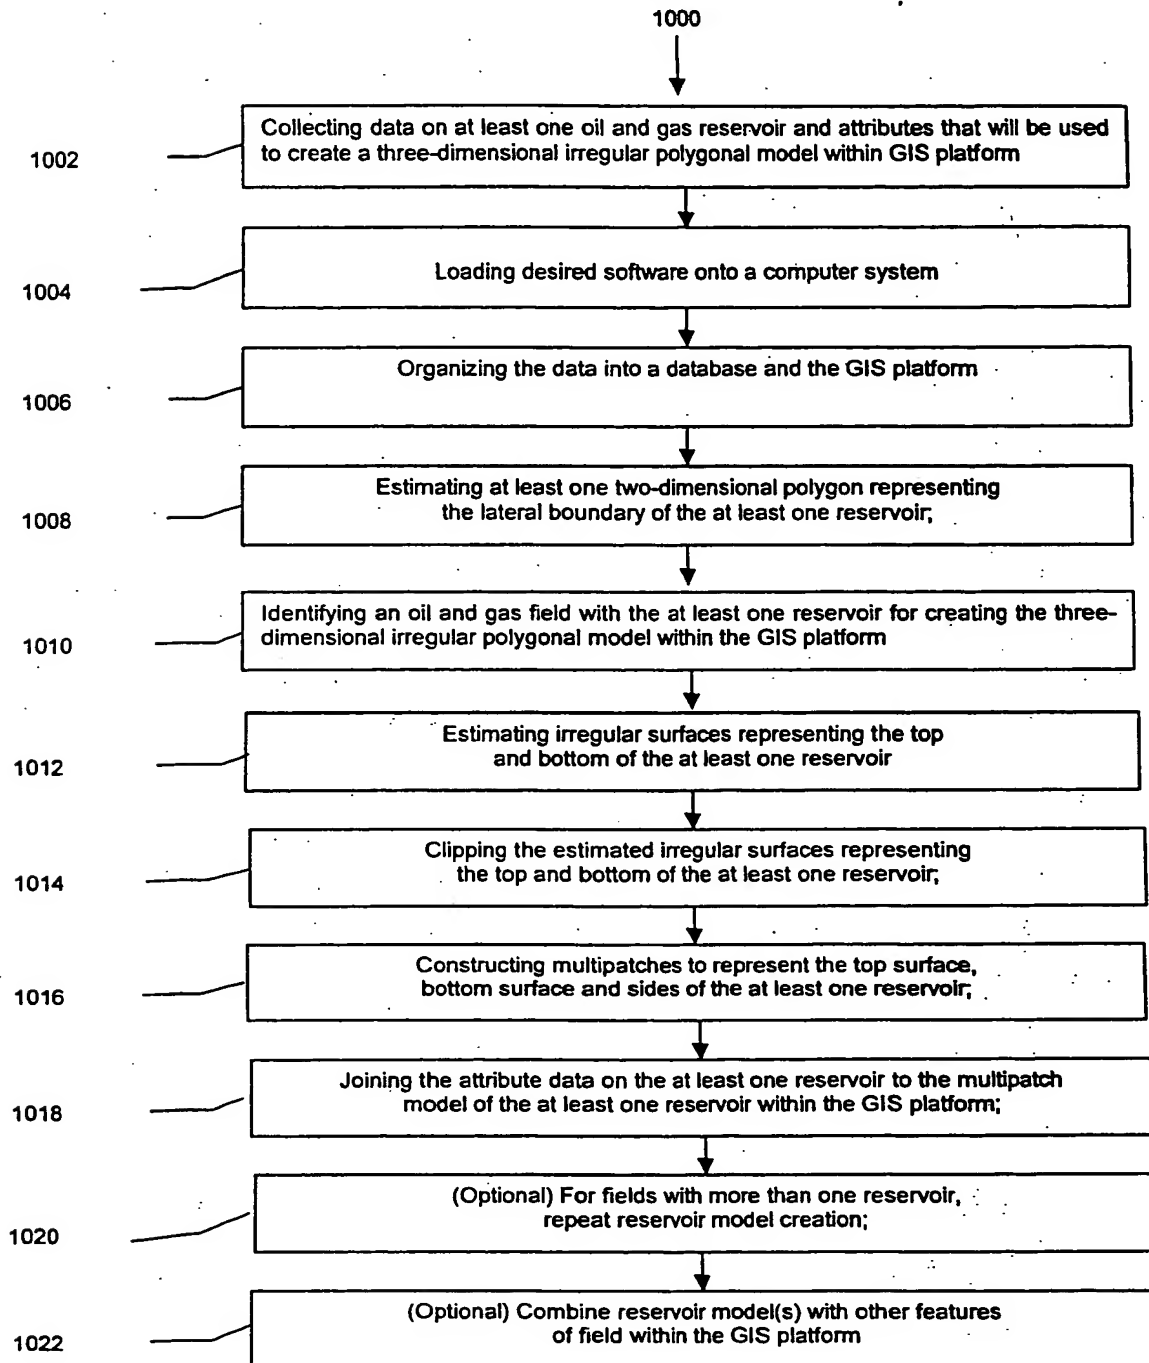 1000
1002
Collecting data on at least one oil and gas reservoir and attributes that will be used
to create a three-dimensional irregular polygonal model within GIS platform
1004
Loading desired software onto a computer system
1006
Organizing the data into a database and the GIS platform
1008
Estimating at least one two-dimensional polygon representing
the lateral boundary of the at least one reservoir;
1010
Identifying an oil and gas field with the at least one reservoir for creating the three-
dimensional irregular polygonal model within the GIS platform
1012
Estimating irregular surfaces representing the top
and bottom of the at least one reservoir
1014
Clipping the estimated irregular surfaces representing
the top and bottom of the at least one reservoir;
1016
Constructing multipatches to represent the top surface,
bottom surface and sides of the at least one reservoir;
1018
Joining the attribute data on the at least one reservoir to the multipatch
model of the at least one reservoir within the GIS platform;
1020
(Optional) For fields with more than one reservoir,
repeat reservoir model creation;
1022
(Optional) Combine reservoir model(s) with other features
of field within the GIS platform